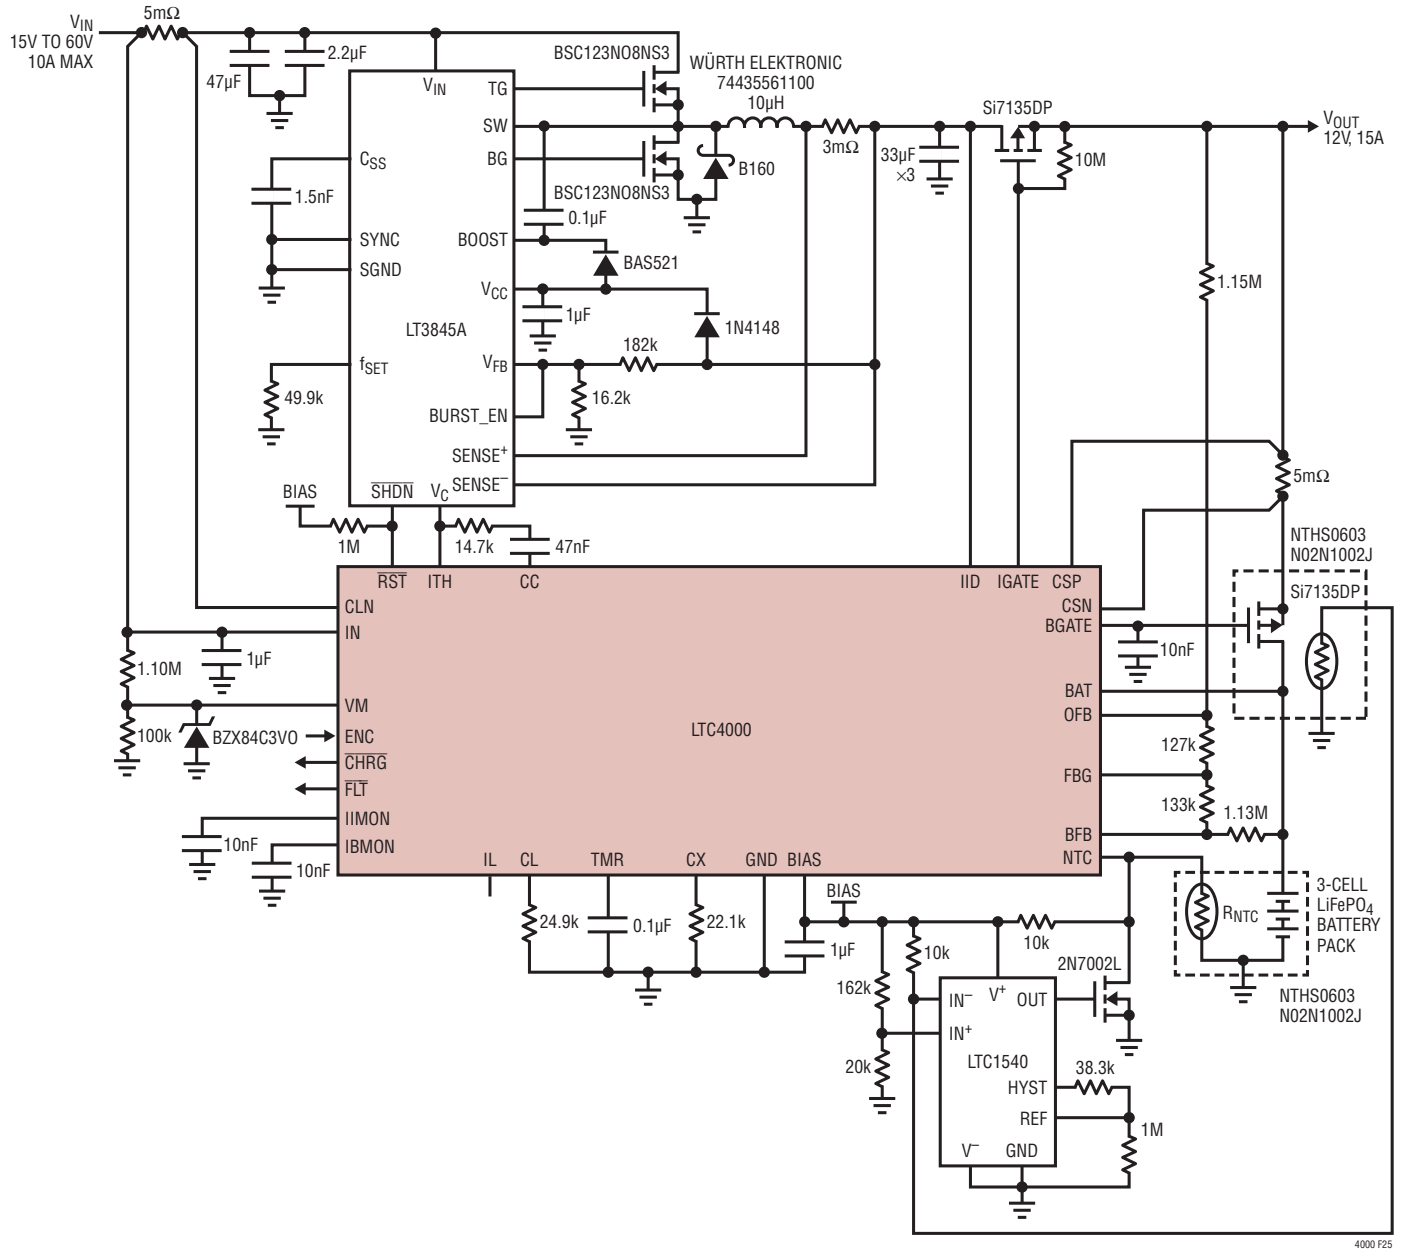 5mΩ
VIN
15V TO 60V
10A MAX
47µF
2.2µF
BSC123NO8NS3
WÜRTH ELEKTRONIC
74435561100
10µH
Si7135DP
VOUT
12V, 15A
VIN
TG
SW
BG
BSC123NO8NS3
B160
3mΩ
33µF
×3
10M
CSS
1.5nF
0.1µF
SYNC
SGND
BOOST
BAS521
1.15M
VCC
1µF
1N4148
LT3845A
182k
fSET
VFB
49.9k
16.2k
BURST_EN
SENSE+
SENSE–
5mΩ
BIAS
SHDN
VC
1M
14.7k
47nF
NTHS0603
N02N1002J
RST
ITH
CC
IID
IGATE
CSP
Si7135DP
CLN
CSN
IN
BGATE
1µF
10nF
1.10M
BAT
VM
OFB
100k
BZX84C3VO
ENC
LTC4000
127k
CHRG
FBG
FLT
133k
1.13M
IIMON
BFB
10nF
IBMON
NTC
10nF
IL
CL
TMR
CX
GND
BIAS
BIAS
24.9k
0.1µF
22.1k
1µF
10k
10k
RNTC
3-CELL
LiFePO4
BATTERY
PACK
2N7002L
162k
IN–
V+
OUT
NTHS0603
N02N1002J
IN+
20k
LTC1540
HYST
38.3k
REF
1M
V–
GND
4000 F25